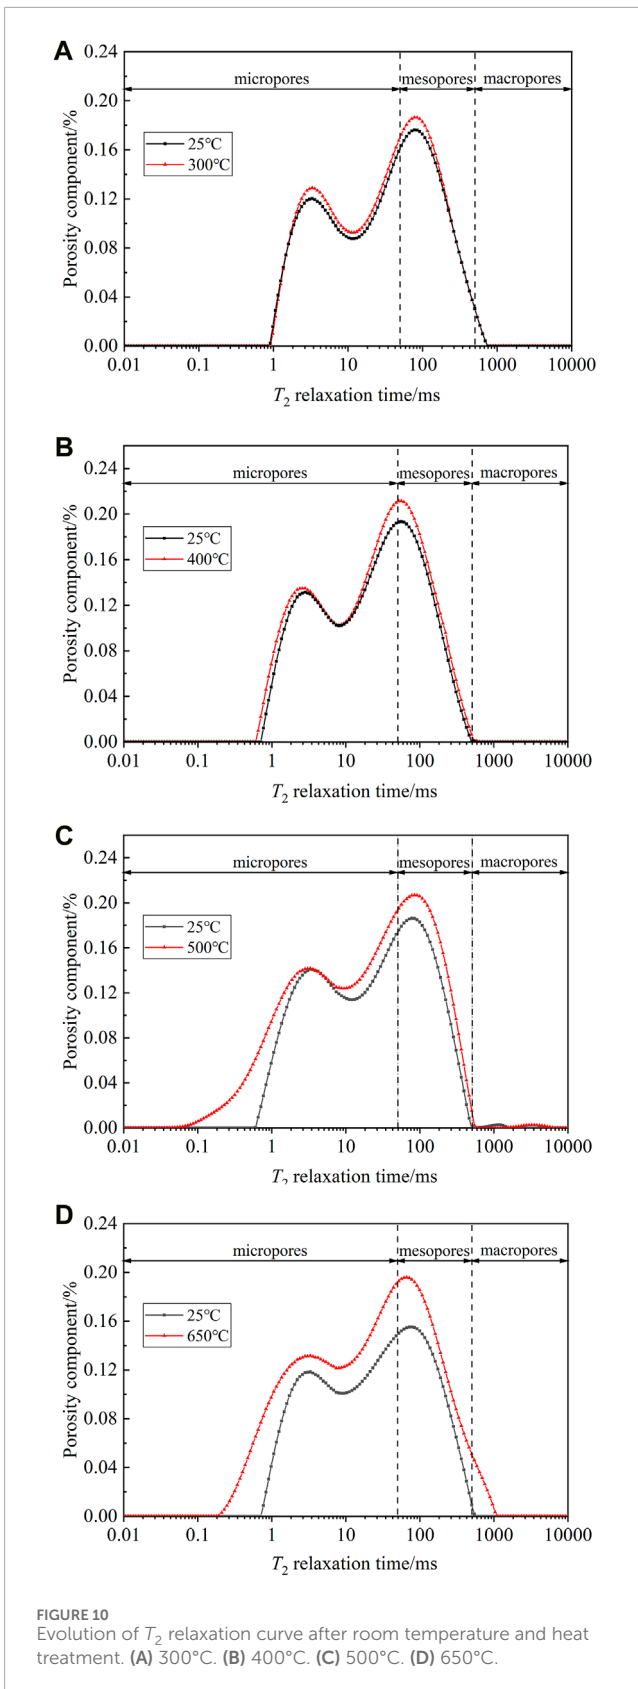 A
0.24
micropores
mesopores
macropores
0.20
25℃
300℃
0.16
0.12
0.08
0.04
0.00
Porosity component/%
0.01
0.1
1
10
100
1000
10000
T2 relaxation time/ms
B
0.24
micropores
mesopores
macropores
0.20
25℃
400℃
0.16
0.12
0.08
0.04
0.00
Porosity component/%
0.01
0.1
1
10
100
1000
10000
T2 relaxation time/ms
C
0.24
micropores
mesopores
macropores
0.20
25℃
500℃
0.16
0.12
0.08
0.04
0.00
Porosity component/%
0.01
0.1
1
10
100
1000
10000
T2 relaxation time/ms
D
0.24
micropores
mesopores
macropores
0.20
25℃
650℃
0.16
0.12
0.08
0.04
0.00
Porosity component/%
0.01
0.1
1
10
100
1000
10000
T2 relaxation time/ms
FIGURE 10
Evolution of T2 relaxation curve after room temperature and heat
treatment. (A) 300°C. (B) 400°C. (C) 500°C. (D) 650°C.